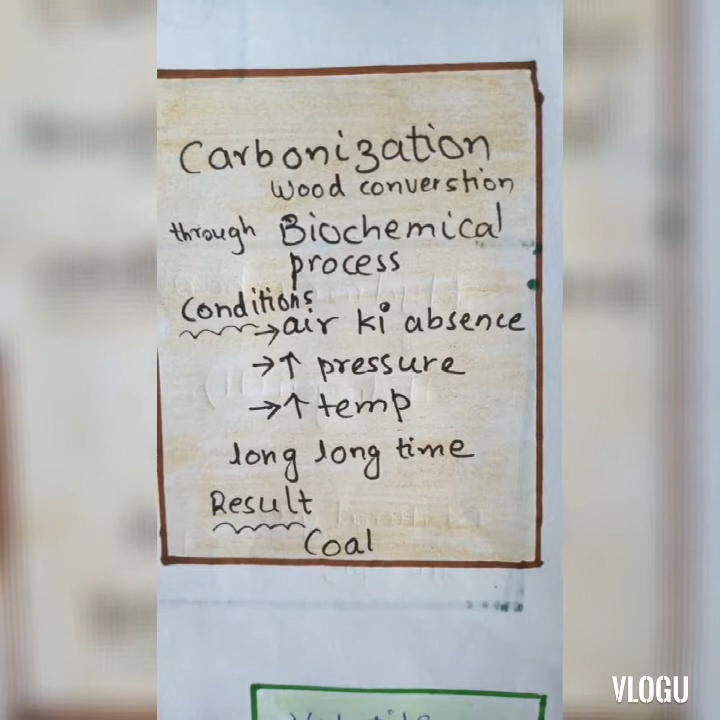 Carbonization
wood converstion
through Biochemical
process
Conditions
→air ki absence
→↑ pressure
→↑ temp
long long time
Result
Coal
VLOGU